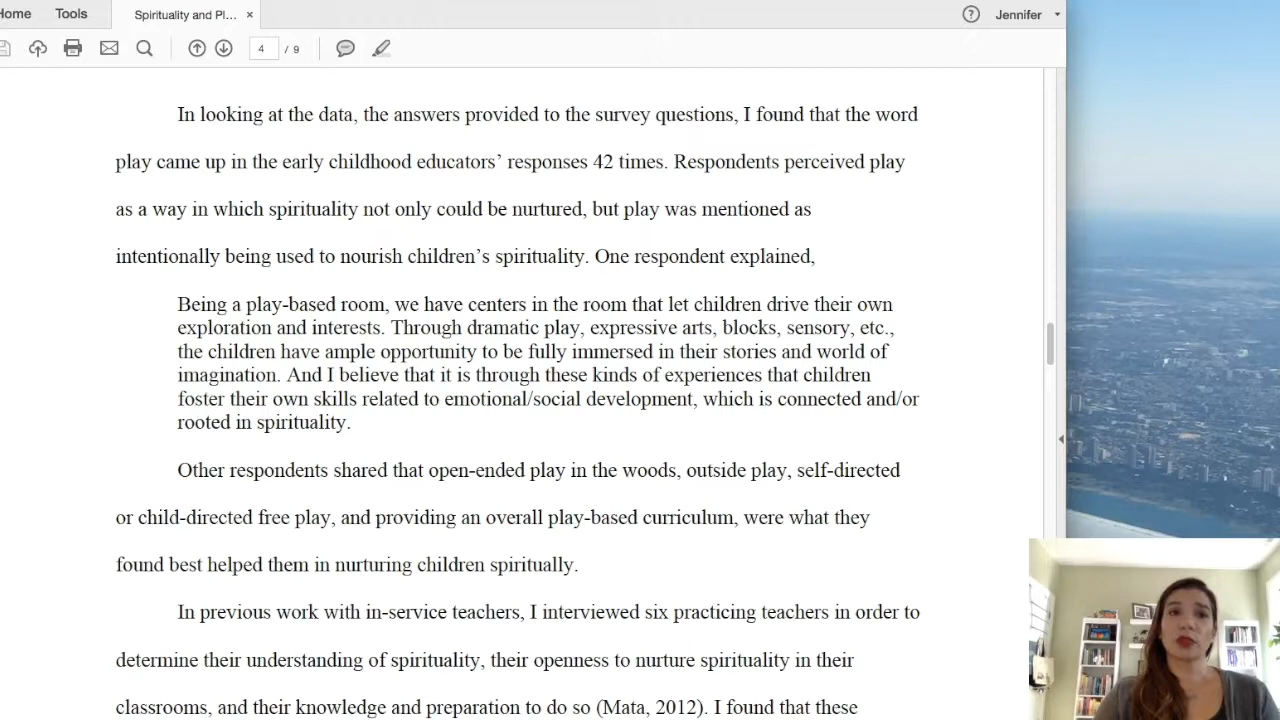 Home
Tools
Spirituality and Pl... ×
Jennifer
4 / 9
In looking at the data, the answers provided to the survey questions, I found that the word
play came up in the early childhood educators’ responses 42 times. Respondents perceived play
as a way in which spirituality not only could be nurtured, but play was mentioned as
intentionally being used to nourish children’s spirituality. One respondent explained,
Being a play-based room, we have centers in the room that let children drive their own
exploration and interests. Through dramatic play, expressive arts, blocks, sensory, etc.,
the children have ample opportunity to be fully immersed in their stories and world of
imagination. And I believe that it is through these kinds of experiences that children
foster their own skills related to emotional/social development, which is connected and/or
rooted in spirituality.
Other respondents shared that open-ended play in the woods, outside play, self-directed
or child-directed free play, and providing an overall play-based curriculum, were what they
found best helped them in nurturing children spiritually.
In previous work with in-service teachers, I interviewed six practicing teachers in order to
determine their understanding of spirituality, their openness to nurture spirituality in their
classrooms, and their knowledge and preparation to do so (Mata, 2012). I found that these